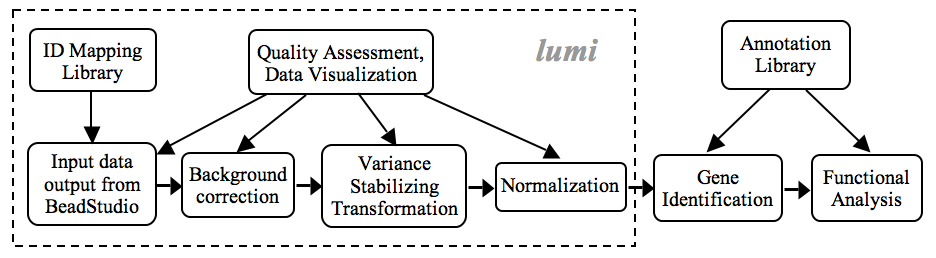 ID Mapping
Library
Quality Assessment,
Data Visualization
lumi
Annotation
Library
Input data
output from
BeadStudio
Background
correction
Variance
Stabilizing
Transformation
Normalization
Gene
Identification
Functional
Analysis